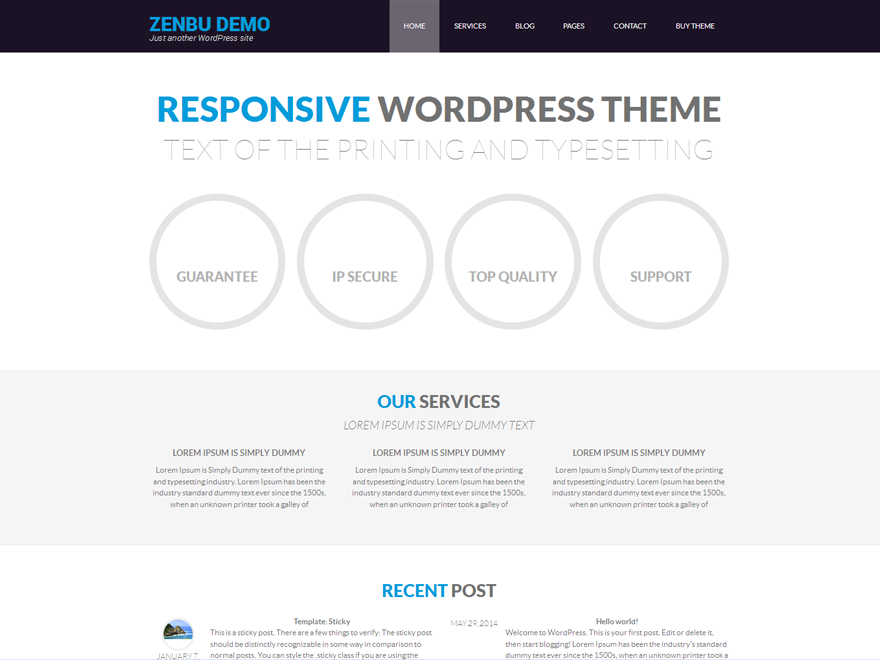 ZENBU DEMO
Just another WordPress site
HOME SERVICES BLOG PAGES CONTACT BUY THEME
RESPONSIVE WORDPRESS THEME
TEXT OF THE PRINTING AND TYPESETTING
GUARANTEE IP SECURE TOP QUALITY SUPPORT
OUR SERVICES
LOREM IPSUM IS SIMPLY DUMMY TEXT
LOREM IPSUM IS SIMPLY DUMMY
Lorem Ipsum is Simply Dummy text of the printing
and typesetting industry. Lorem Ipsum has been the
industry standard dummy text ever since the 1500s,
when an unknown printer took a galley of
LOREM IPSUM IS SIMPLY DUMMY
Lorem Ipsum is Simply Dummy text of the printing
and typesetting industry. Lorem Ipsum has been the
industry standard dummy text ever since the 1500s,
when an unknown printer took a galley of
LOREM IPSUM IS SIMPLY DUMMY
Lorem Ipsum is Simply Dummy text of the printing
and typesetting industry. Lorem Ipsum has been the
industry standard dummy text ever since the 1500s,
when an unknown printer took a galley of
RECENT POST
JANUARY 7,
Template: Sticky
This is a sticky post. There are a few things to verify: The sticky post
should be distinctly recognizable in some way in comparison to
normal posts. You can style the .sticky class if you are using the
MAY 29, 2014
Hello world!
Welcome to WordPress. This is your first post. Edit or delete it,
then start blogging! Lorem Ipsum has been the industry's standard
dummy text ever since the 1500s, when an unknown printer took a